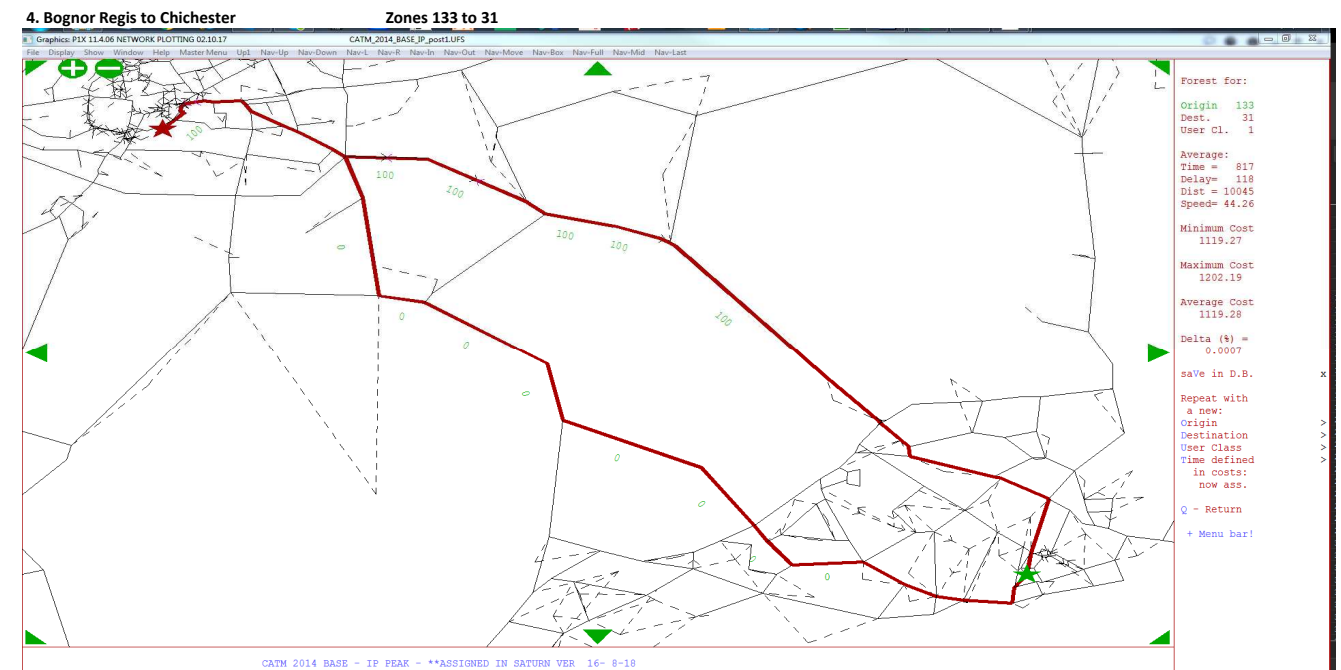 4. Bognor Regis to Chichester Zones 133 to 31
Graphics: P1X 11.4.06 NETWORK PLOTTING 02.10.17 CATM_2014_BASE_IP_post1.UFS
File Display Show Window Help Master Menu Up1 Nav-Up Nav-Down Nav-L Nav-R Nav-In Nav-Out Nav-Move Nav-Box Nav-Full Nav-Mid Nav-Last
Forest for:
Origin 133
Dest. 31
User Cl. 1
Average:
Time = 817
Delay= 118
Dist = 10045
Speed= 44.26
Minimum Cost
1119.27
Maximum Cost
1202.19
Average Cost
1119.28
Delta (%) =
0.0007
saVe in D.B. x
Repeat with
a new:
Origin >
Destination >
User Class >
Time defined >
in costs:
now ass.
Q - Return
+ Menu bar!
100
100
100
100
100
100
0
0
0
0
0
0
0
0
CATM 2014 BASE - IP PEAK - **ASSIGNED IN SATURN VER 16- 8-18